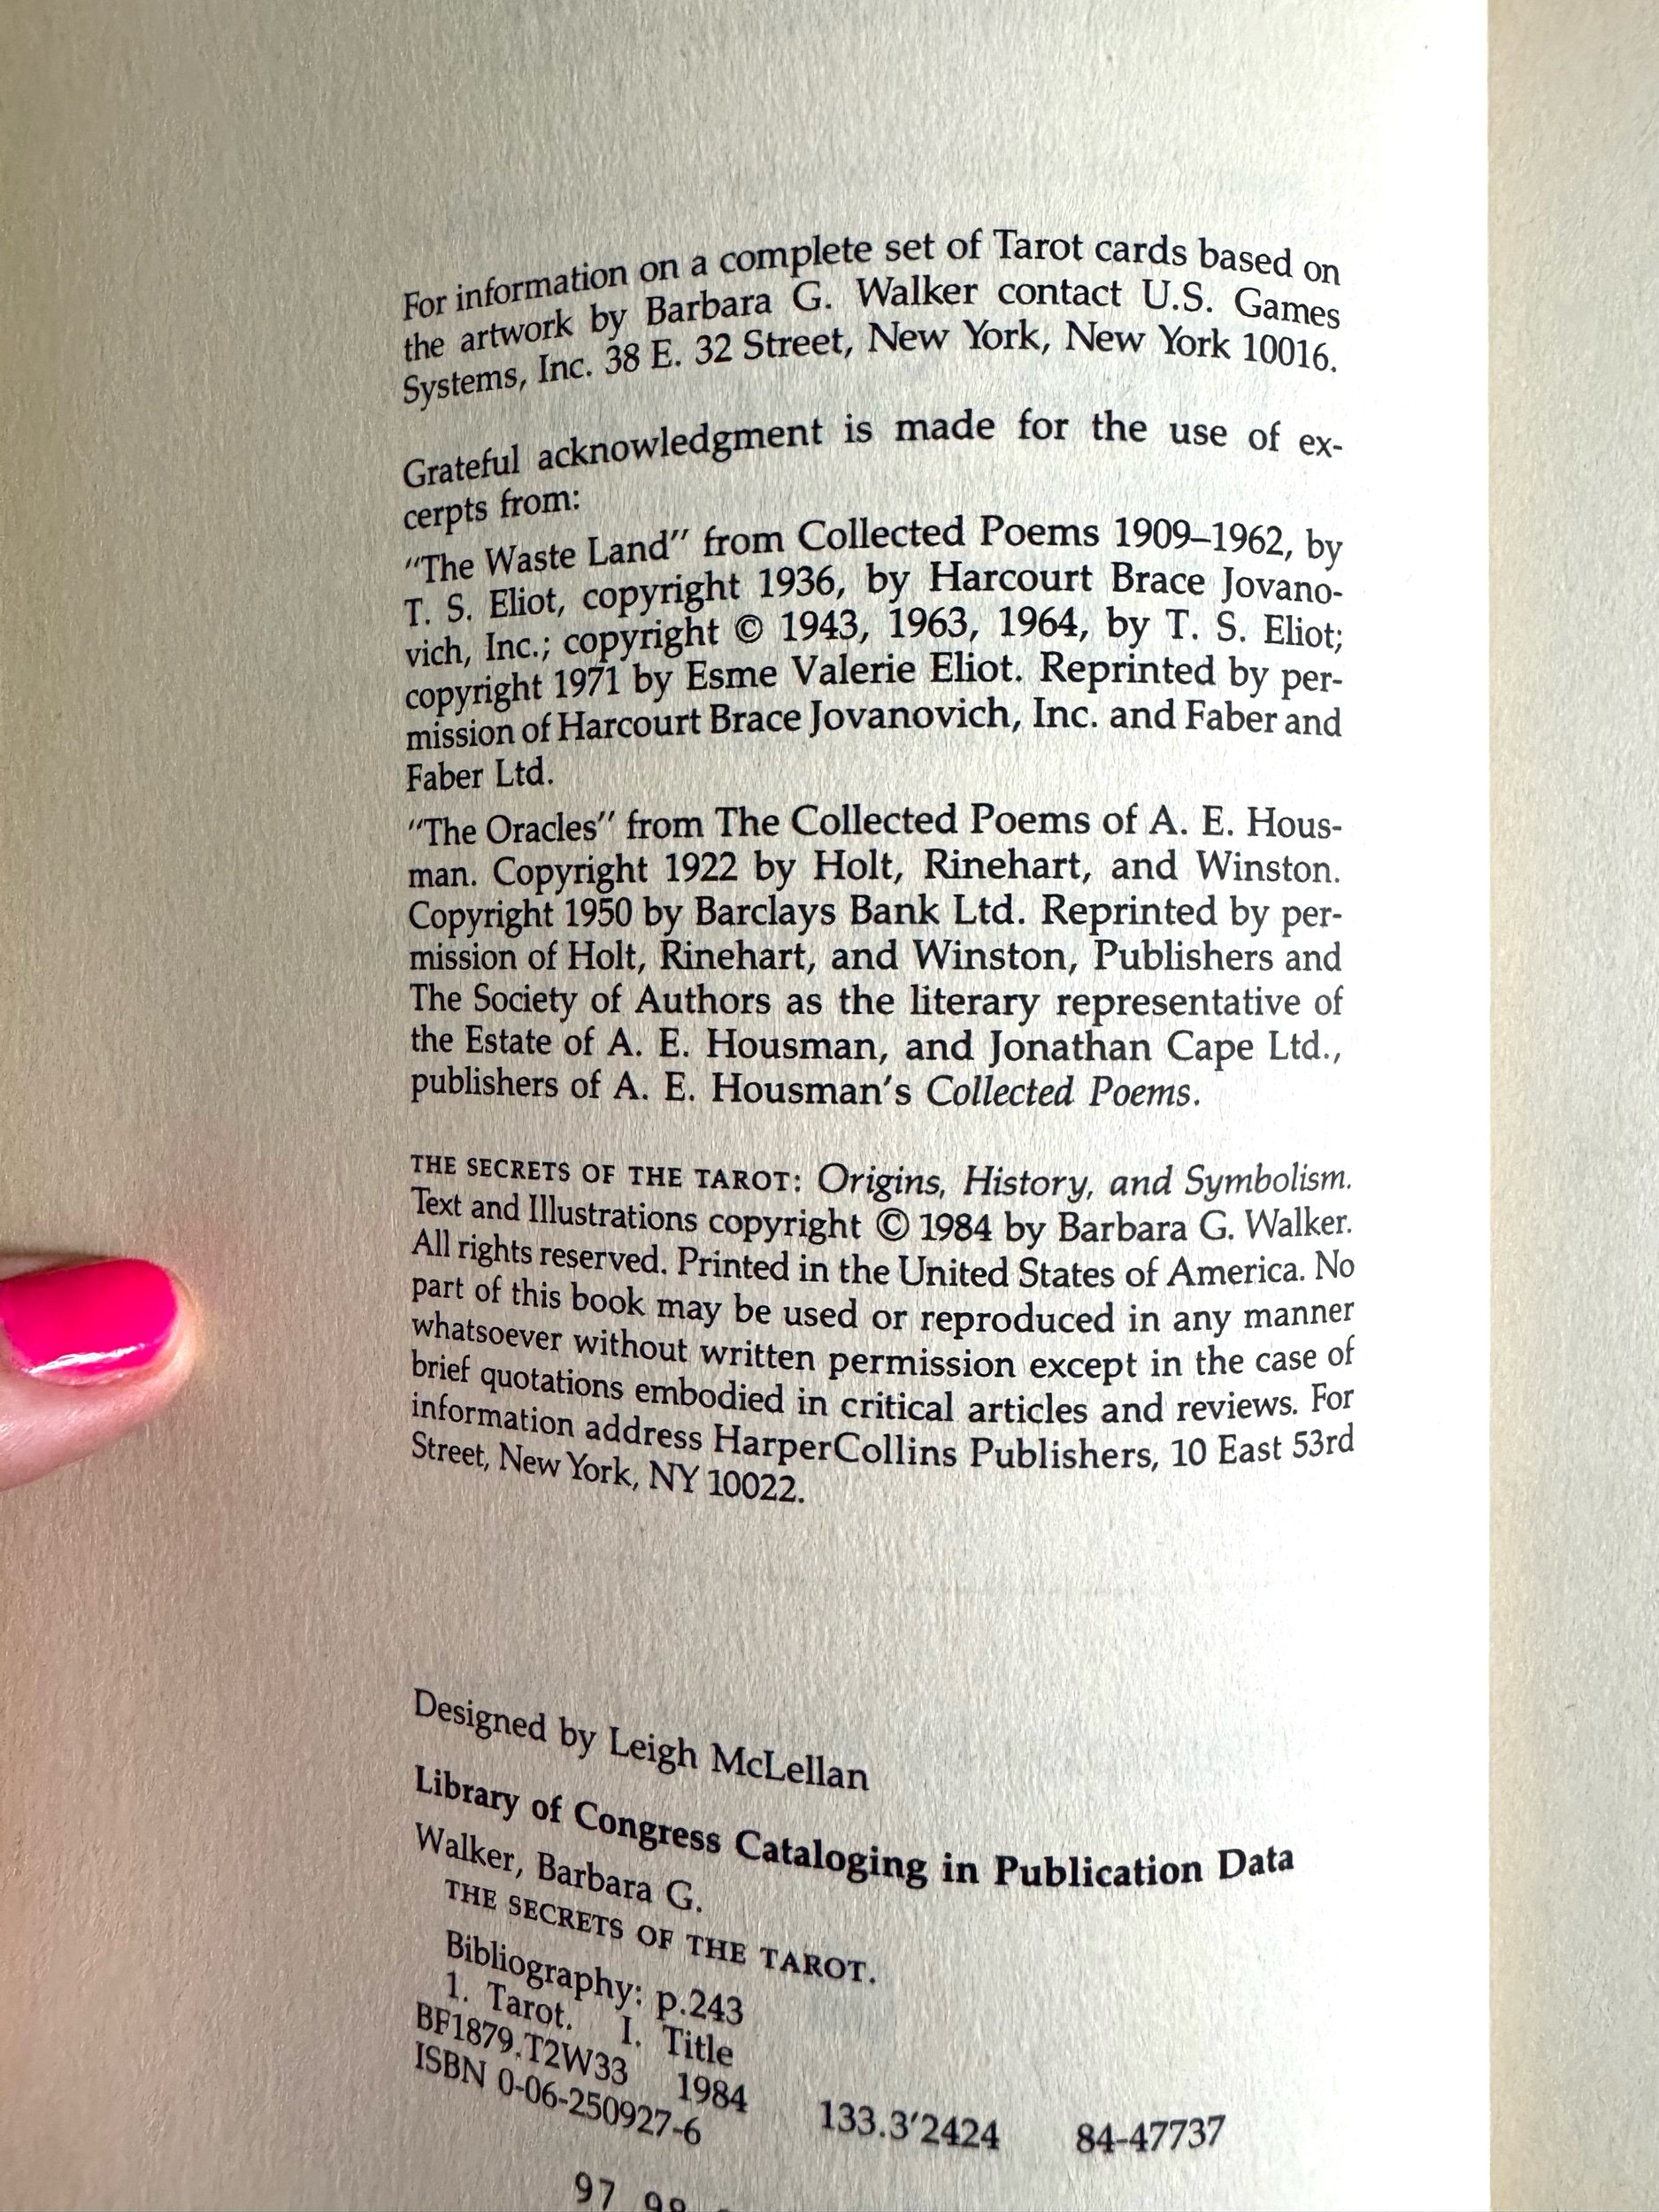 For information on a complete set of Tarot cards based on
the artwork by Barbara G. Walker contact U.S. Games
Systems, Inc. 38 E. 32 Street, New York, New York 10016.
Grateful acknowledgment is made for the use of ex-
cerpts from:
"The Waste Land" from Collected Poems 1909–1962, by
T. S. Eliot, copyright 1936, by Harcourt Brace Jovano-
vich, Inc.; copyright © 1943, 1963, 1964, by T. S. Eliot;
copyright 1971 by Esme Valerie Eliot. Reprinted by per-
mission of Harcourt Brace Jovanovich, Inc. and Faber and
Faber Ltd.
"The Oracles" from The Collected Poems of A. E. Hous-
man. Copyright 1922 by Holt, Rinehart, and Winston.
Copyright 1950 by Barclays Bank Ltd. Reprinted by per-
mission of Holt, Rinehart, and Winston, Publishers and
The Society of Authors as the literary representative of
the Estate of A. E. Housman, and Jonathan Cape Ltd.,
publishers of A. E. Housman's Collected Poems.
THE SECRETS OF THE TAROT: Origins, History, and Symbolism.
Text and Illustrations copyright © 1984 by Barbara G. Walker.
All rights reserved. Printed in the United States of America. No
part of this book may be used or reproduced in any manner
whatsoever without written permission except in the case of
brief quotations embodied in critical articles and reviews. For
information address HarperCollins Publishers, 10 East 53rd
Street, New York, NY 10022.
Designed by Leigh McLellan
Library of Congress Cataloging in Publication Data
Walker, Barbara G.
THE SECRETS OF THE TAROT.
Bibliography: p.243
1. Tarot. I. Title
BF1879.T2W33 1984 133.3'2424 84-47737
ISBN 0-06-250927-6
97 98